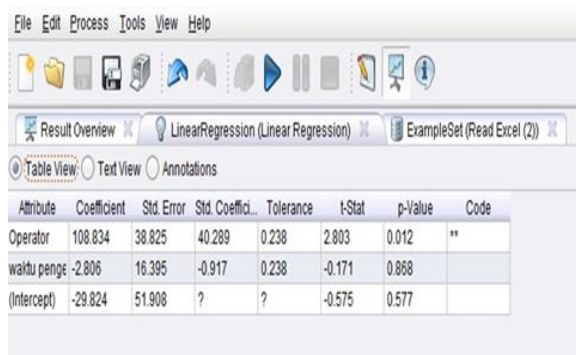 File Edit Process Tools View Help
Result Overview LinearRegression (Linear Regression) ExampleSet (Read Excel (2))
Table View Text View Annotations
Attribute Coefficient Std. Error Std. Coeffici... Tolerance t-Stat p-Value Code
Operator 108.834 38.825 40.289 0.238 2.803 0.012 **
waktu penge -2.806 16.395 -0.917 0.238 -0.171 0.868
(Intercept) -29.824 51.908 ? ? -0.575 0.577